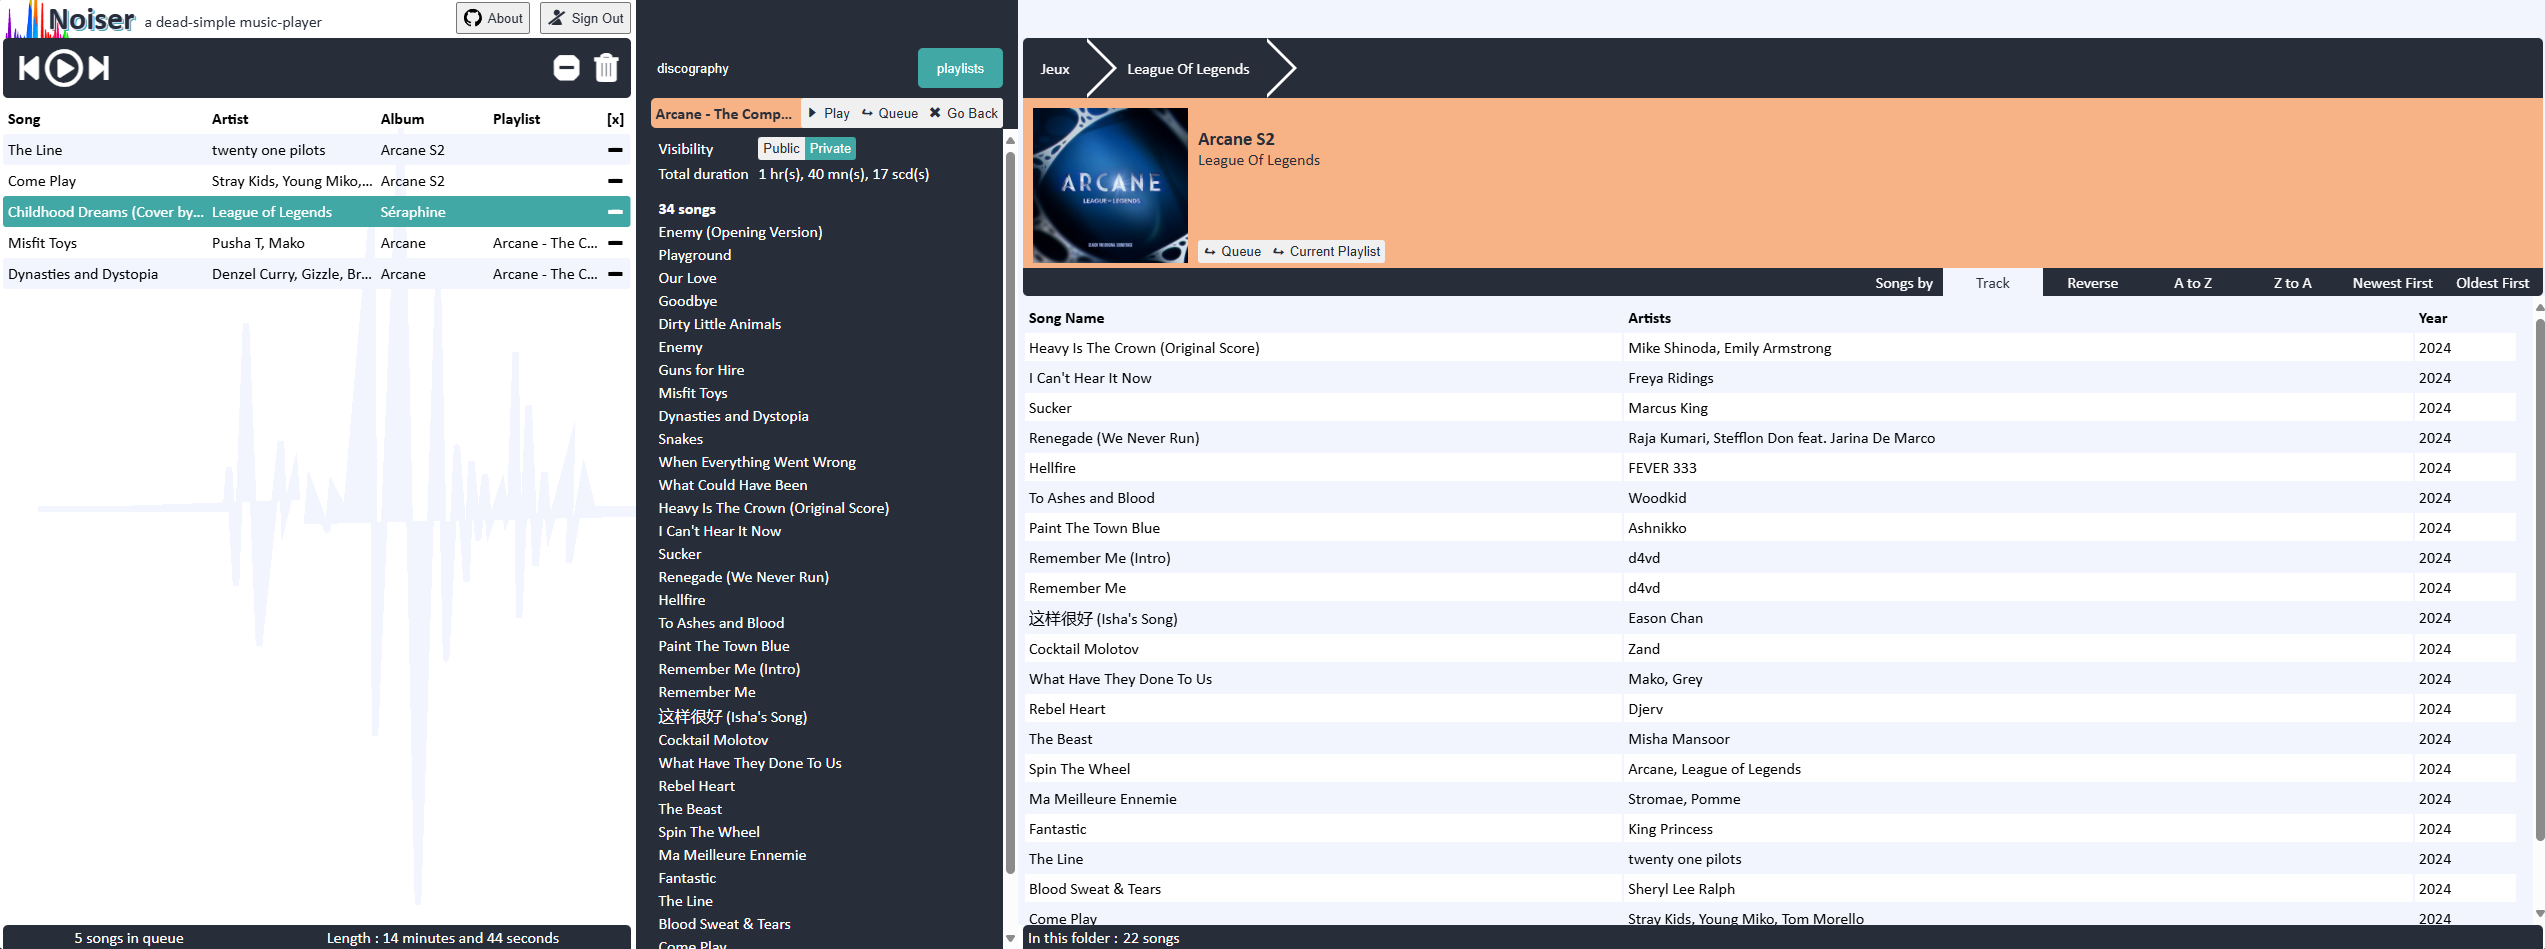 Noiser a dead-simple music-player
About
Sign Out
Song Artist Album Playlist [x]
The Line twenty one pilots Arcane S2
Come Play Stray Kids, Young Miko,... Arcane S2
Childhood Dreams (Cover by... League of Legends Séraphine
Misfit Toys Pusha T, Mako Arcane Arcane - The C...
Dynasties and Dystopia Denzel Curry, Gizzle, Br... Arcane Arcane - The C...
5 songs in queue Length : 14 minutes and 44 seconds
discography playlists
Arcane - The Comp... Play Queue Go Back
Visibility Public Private
Total duration 1 hr(s), 40 mn(s), 17 scd(s)
34 songs
Enemy (Opening Version)
Playground
Our Love
Goodbye
Dirty Little Animals
Enemy
Guns for Hire
Misfit Toys
Dynasties and Dystopia
Snakes
When Everything Went Wrong
What Could Have Been
Heavy Is The Crown (Original Score)
I Can't Hear It Now
Sucker
Renegade (We Never Run)
Hellfire
To Ashes and Blood
Paint The Town Blue
Remember Me (Intro)
Remember Me
这样很好 (Isha's Song)
Cocktail Molotov
What Have They Done To Us
Rebel Heart
The Beast
Spin The Wheel
Ma Meilleure Ennemie
Fantastic
The Line
Blood Sweat & Tears
Come Play
Jeux League Of Legends
ARCANE
LEAGUE OF LEGENDS
Arcane S2
League Of Legends
Queue Current Playlist
Songs by Track Reverse A to Z Z to A Newest First Oldest First
Song Name Artists Year
Heavy Is The Crown (Original Score) Mike Shinoda, Emily Armstrong 2024
I Can't Hear It Now Freya Ridings 2024
Sucker Marcus King 2024
Renegade (We Never Run) Raja Kumari, Stefflon Don feat. Jarina De Marco 2024
Hellfire FEVER 333 2024
To Ashes and Blood Woodkid 2024
Paint The Town Blue Ashnikko 2024
Remember Me (Intro) d4vd 2024
Remember Me d4vd 2024
这样很好 (Isha's Song) Eason Chan 2024
Cocktail Molotov Zand 2024
What Have They Done To Us Mako, Grey 2024
Rebel Heart Djerv 2024
The Beast Misha Mansoor 2024
Spin The Wheel Arcane, League of Legends 2024
Ma Meilleure Ennemie Stromae, Pomme 2024
Fantastic King Princess 2024
The Line twenty one pilots 2024
Blood Sweat & Tears Sheryl Lee Ralph 2024
Come Play Stray Kids, Young Miko, Tom Morello 2024
In this folder : 22 songs